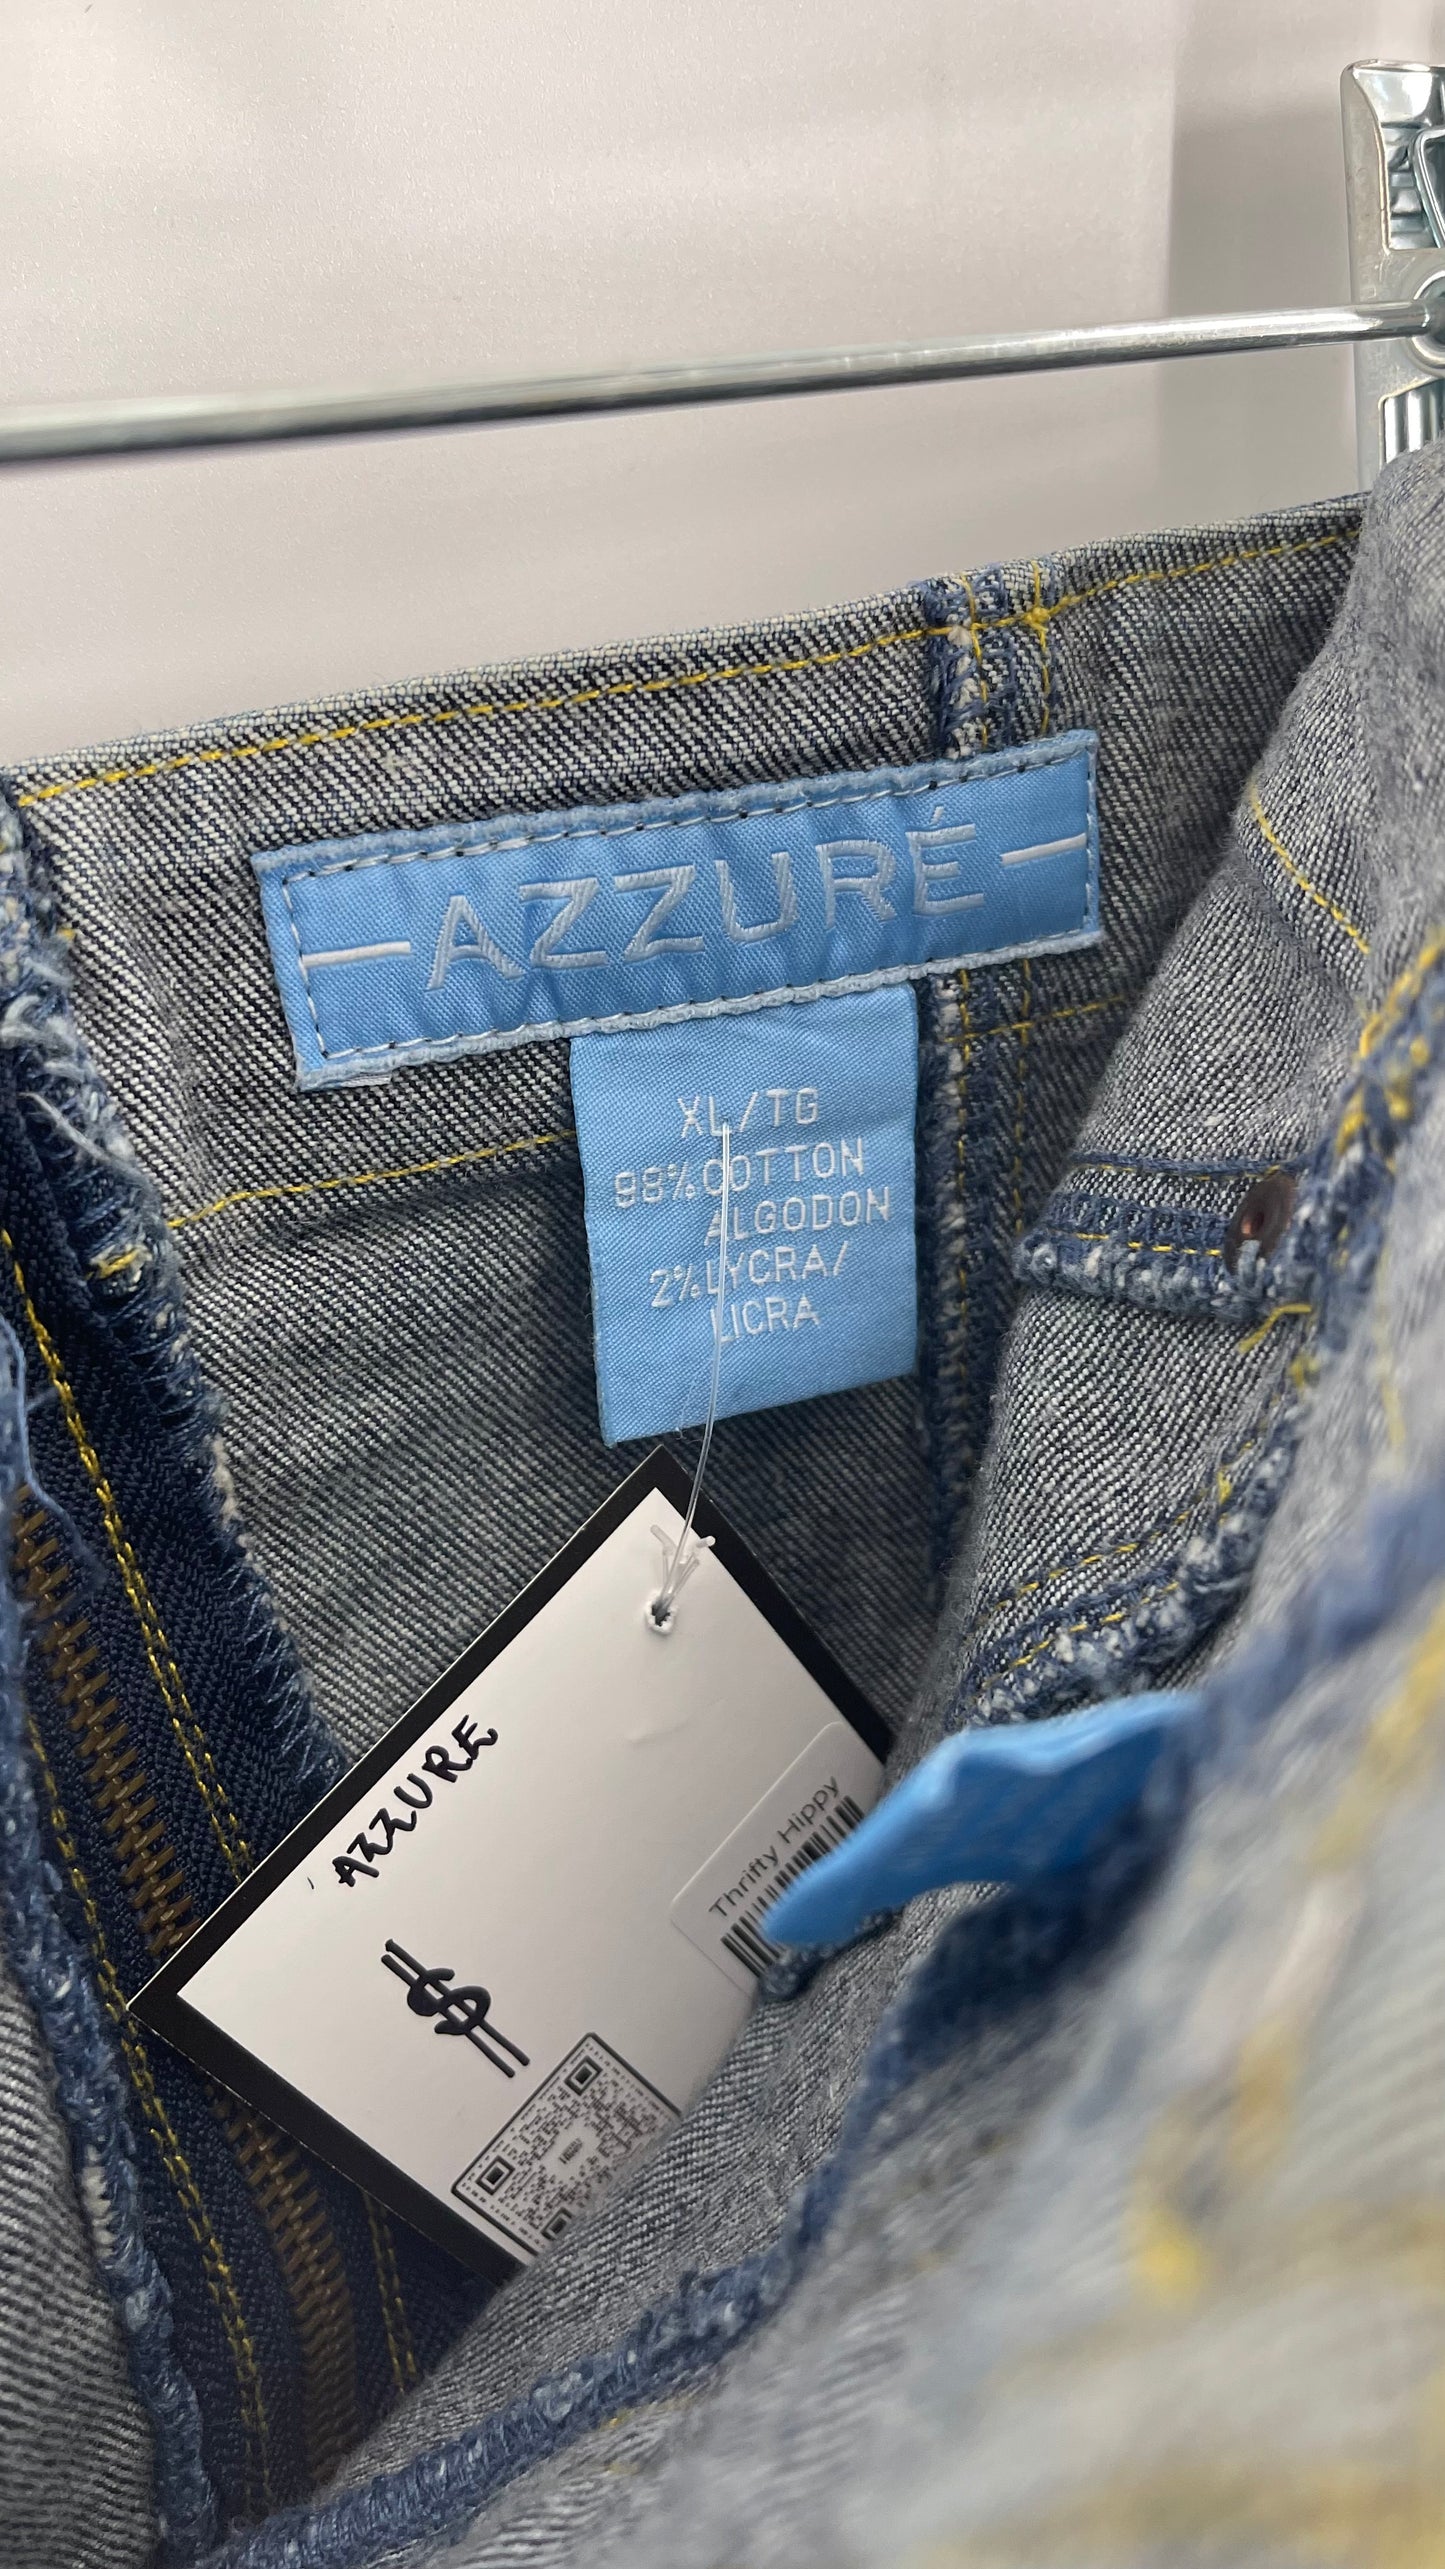 AZZURÉ
XL/TG
98% COTTON
ALGODON
2% LYCRA/
LICRA
AZZURE
$
Thrifty Hippy